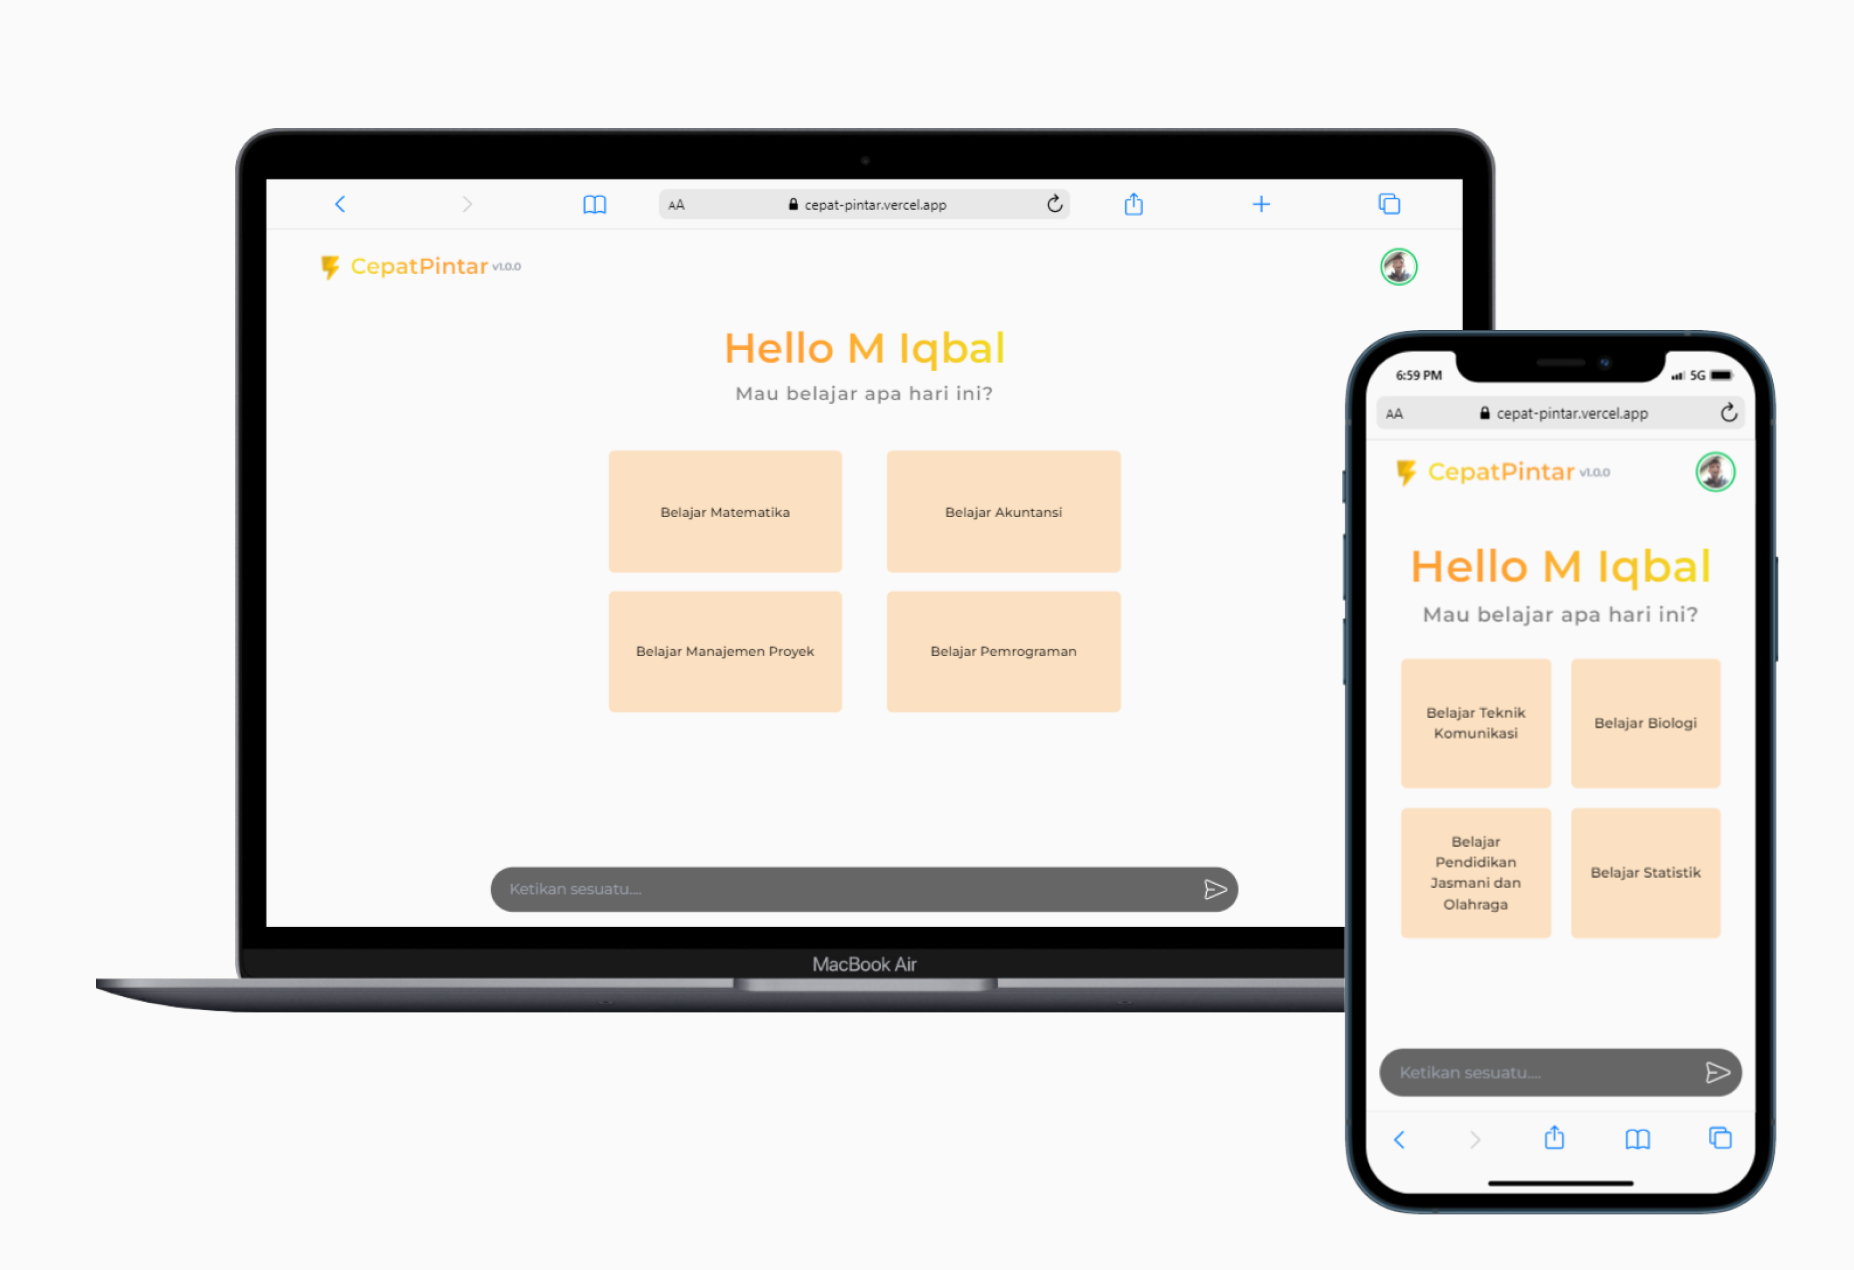 AA cepat-pintar.vercel.app
CepatPintar v1.0.0
Hello M Iqbal
Mau belajar apa hari ini?
Belajar Matematika
Belajar Akuntansi
Belajar Manajemen Proyek
Belajar Pemrograman
Ketikan sesuatu....
MacBook Air
6:59 PM 5G
AA cepat-pintar.vercel.app
CepatPintar v1.0.0
Hello M Iqbal
Mau belajar apa hari ini?
Belajar Teknik
Komunikasi
Belajar Biologi
Belajar
Pendidikan
Jasmani dan
Olahraga
Belajar Statistik
Ketikan sesuatu....